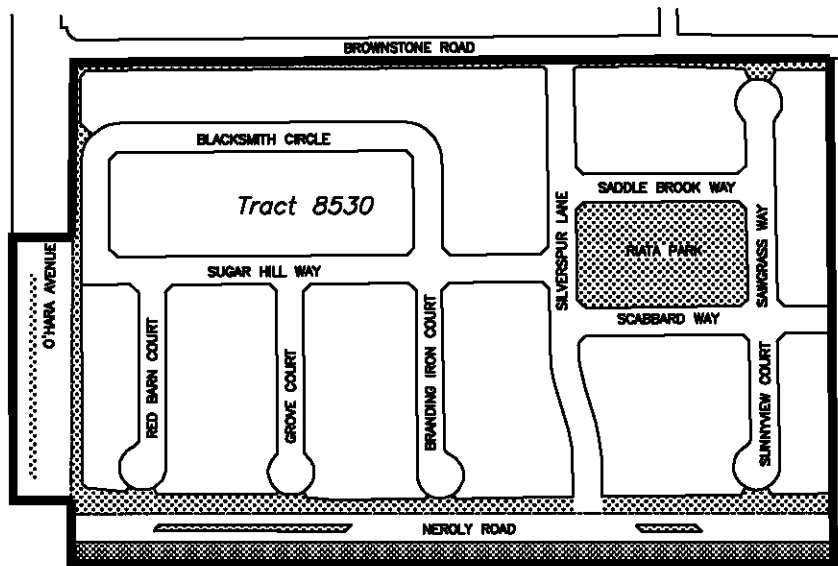 BROWNSTONE ROAD
BLACKSMITH CIRCLE
Tract 8530
SADDLE BROOK WAY
SILVERSPUR LANE
RIATA PARK
SAWGRASS WAY
O'HARA AVENUE
SUGAR HILL WAY
SCABBARD WAY
RED BARN COURT
GROVE COURT
BRANDING IRON COURT
SUNNYVIEW COURT
NEROLY ROAD